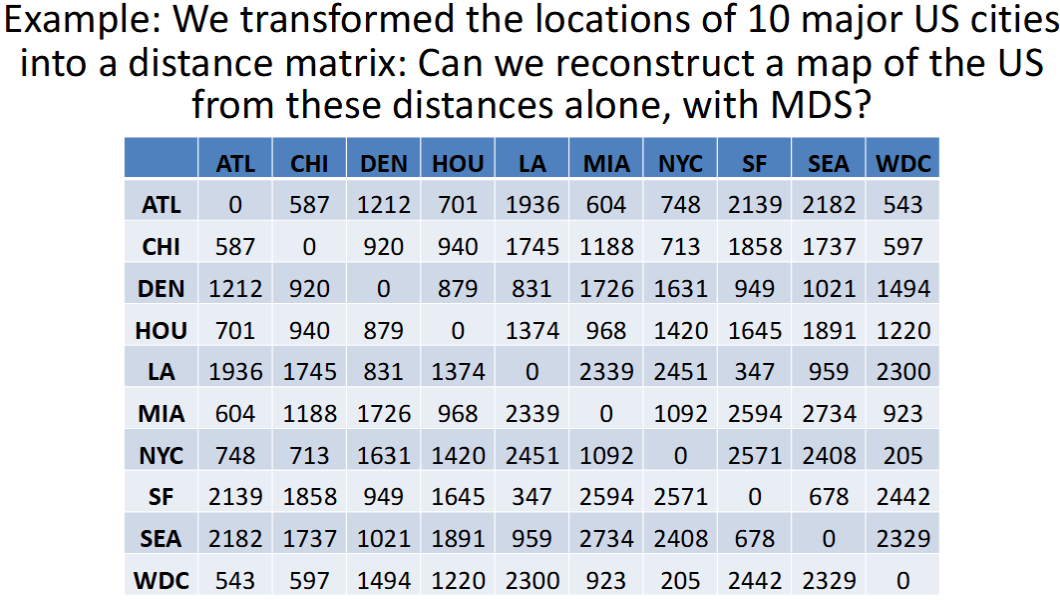 Example: We transformed the locations of 10 major US cities
into a distance matrix: Can we reconstruct a map of the US
from these distances alone, with MDS?
ATL CHI DEN HOU LA MIA NYC SF SEA WDC
ATL 0 587 1212 701 1936 604 748 2139 2182 543
CHI 587 0 920 940 1745 1188 713 1858 1737 597
DEN 1212 920 0 879 831 1726 1631 949 1021 1494
HOU 701 940 879 0 1374 968 1420 1645 1891 1220
LA 1936 1745 831 1374 0 2339 2451 347 959 2300
MIA 604 1188 1726 968 2339 0 1092 2594 2734 923
NYC 748 713 1631 1420 2451 1092 0 2571 2408 205
SF 2139 1858 949 1645 347 2594 2571 0 678 2442
SEA 2182 1737 1021 1891 959 2734 2408 678 0 2329
WDC 543 597 1494 1220 2300 923 205 2442 2329 0